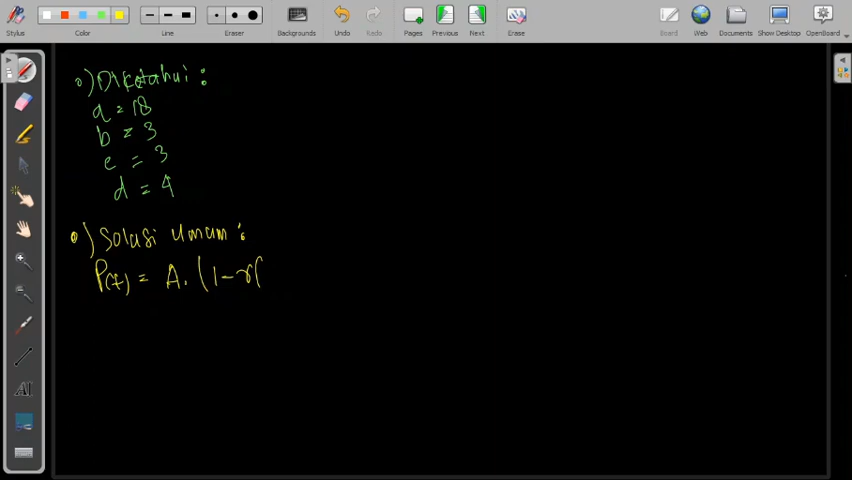 Stylus
Color
Line
Eraser
Backgrounds
Undo
Redo
Pages
Previous
Next
Erase
Board
Web
Documents
Show Desktop
OpenBoard
o) Diketahui :
a = 18
b = 3
c = 3
d = 4
o) Solusi Umum :
P(t) = A. (1-γ(